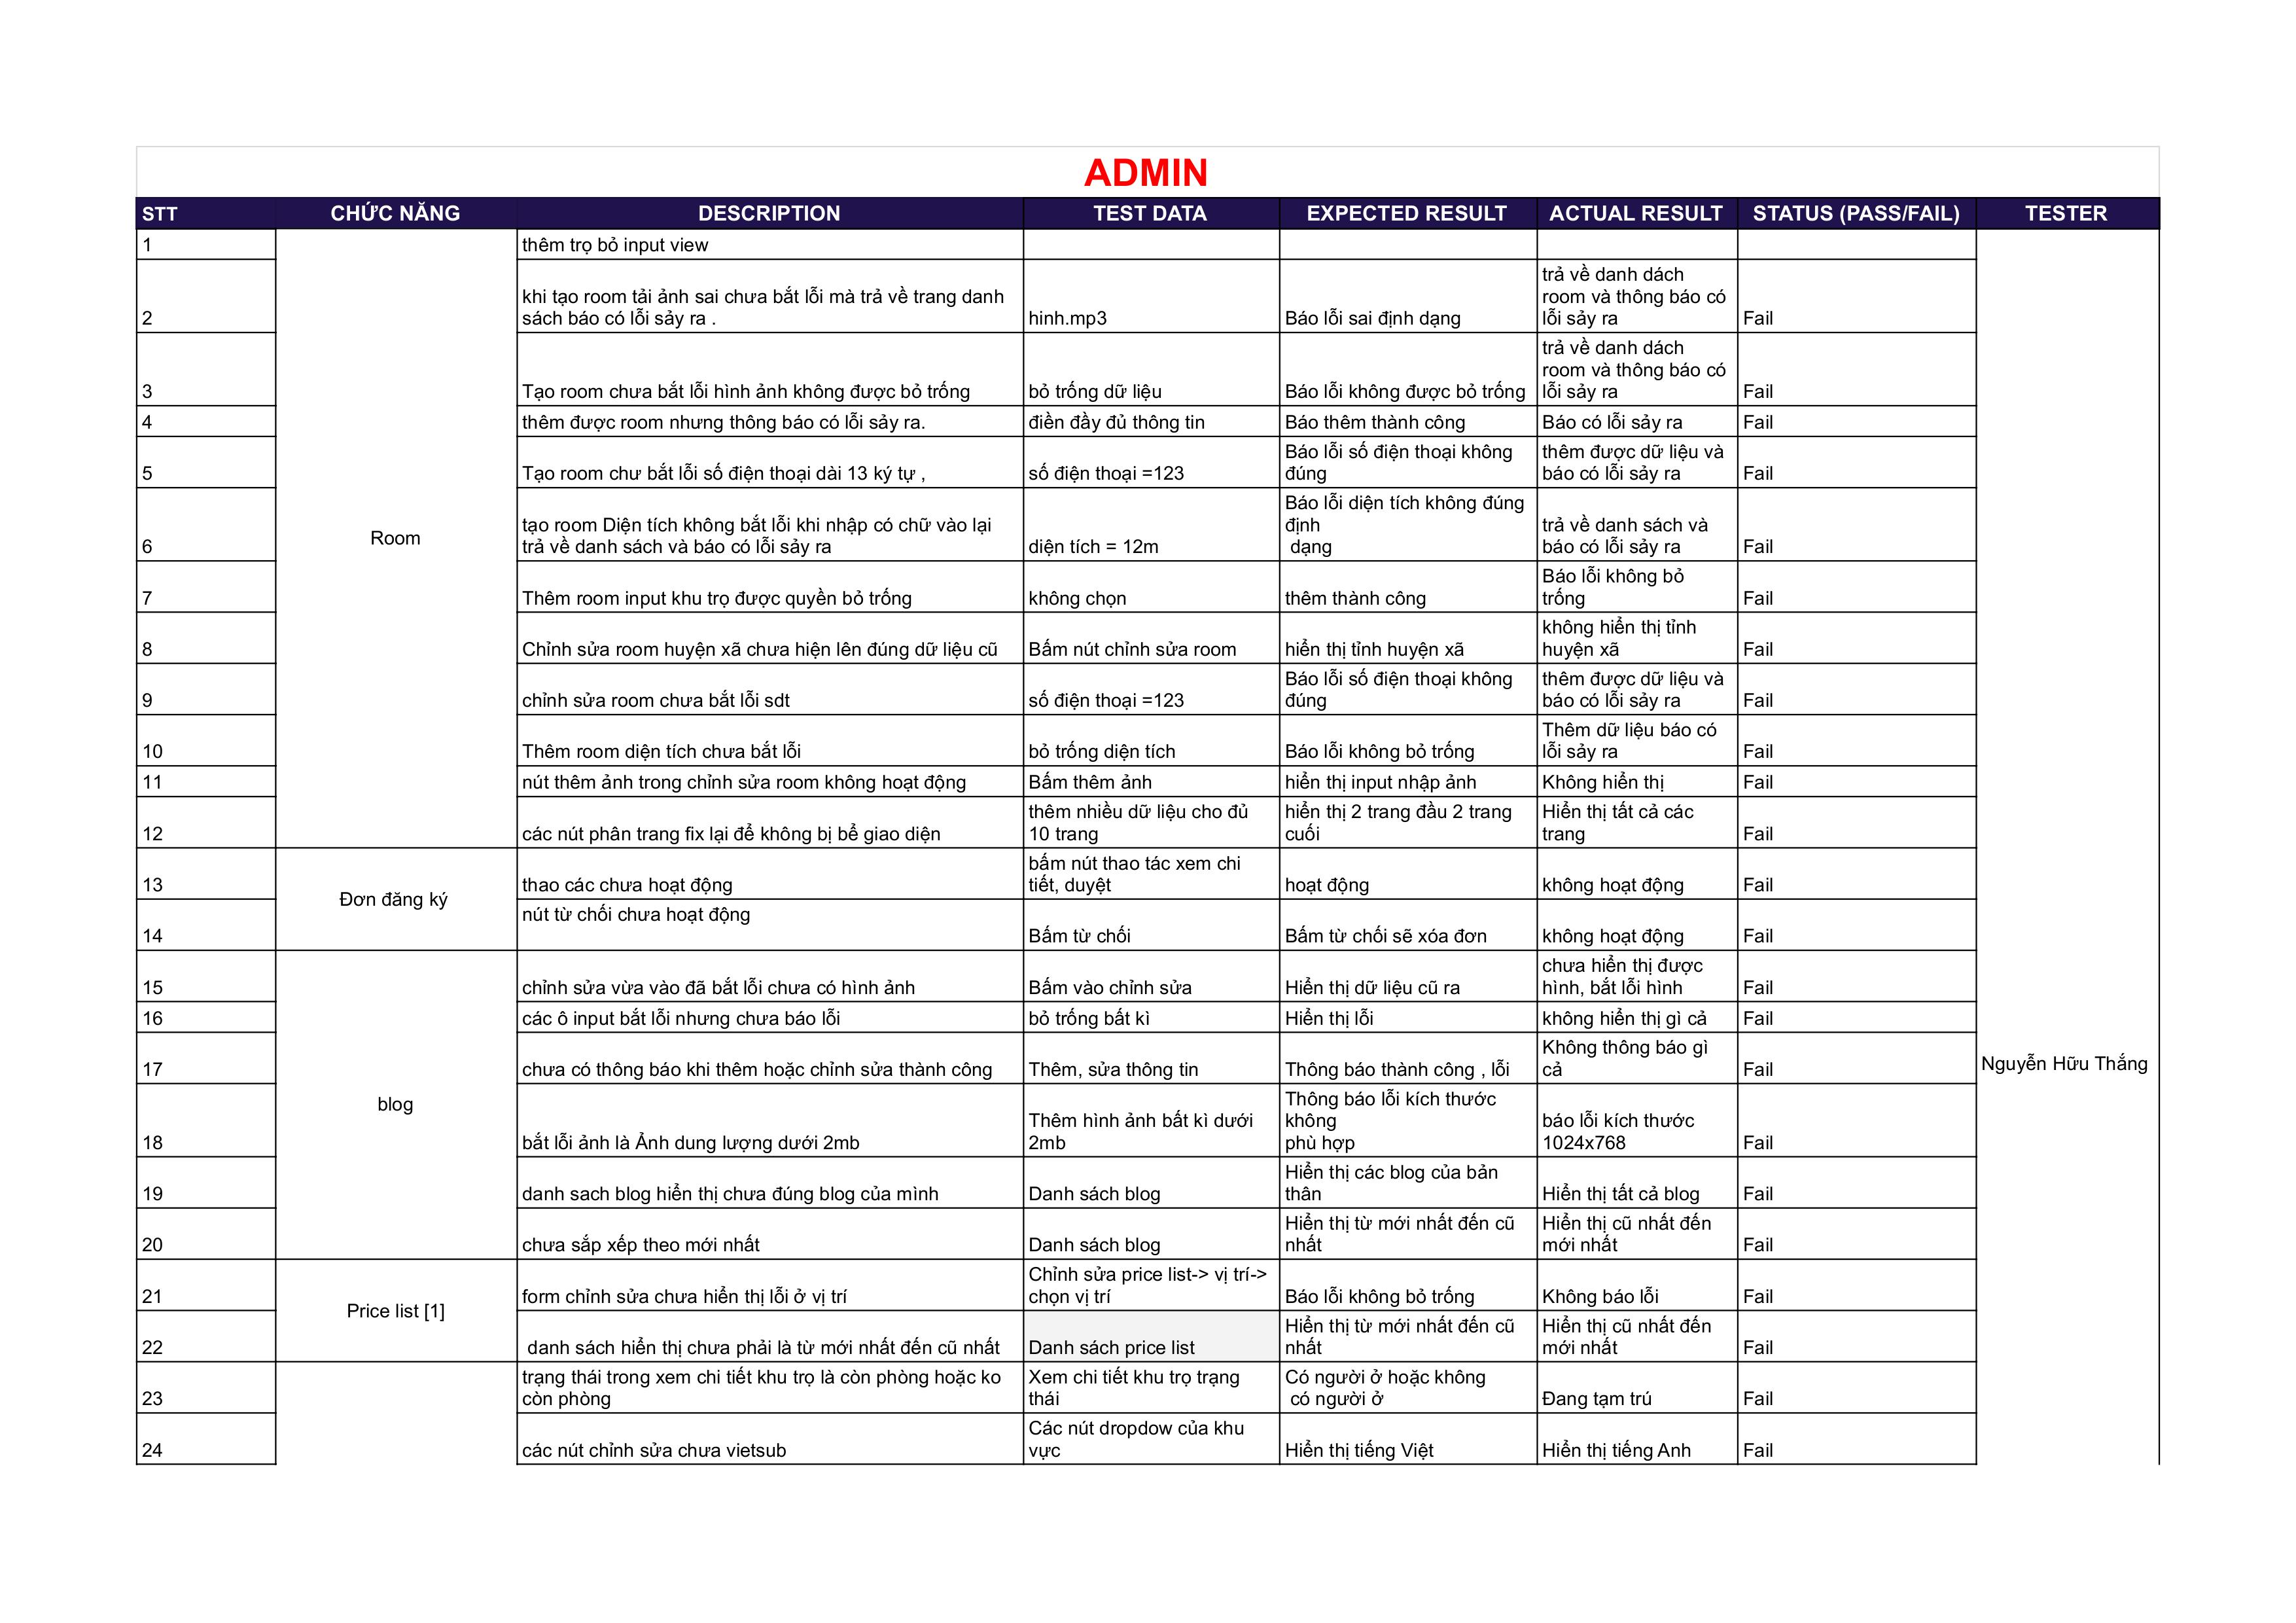 ADMIN
STT CHỨC NĂNG DESCRIPTION TEST DATA EXPECTED RESULT ACTUAL RESULT STATUS (PASS/FAIL) TESTER
1 thêm trọ bỏ input view
2 khi tạo room tải ảnh sai chưa bắt lỗi mà trả về trang danh
sách báo có lỗi sảy ra . hinh.mp3 Báo lỗi sai định dạng trả về danh dách
room và thông báo có
lỗi sảy ra Fail
3 Tạo room chưa bắt lỗi hình ảnh không được bỏ trống bỏ trống dữ liệu Báo lỗi không được bỏ trống trả về danh dách
room và thông báo có
lỗi sảy ra Fail
4 thêm được room nhưng thông báo có lỗi sảy ra. điền đầy đủ thông tin Báo thêm thành công Báo có lỗi sảy ra Fail
5 Tạo room chư bắt lỗi số điện thoại dài 13 ký tự , số điện thoại =123 Báo lỗi số điện thoại không
đúng thêm được dữ liệu và
báo có lỗi sảy ra Fail
Room
6 tạo room Diện tích không bắt lỗi khi nhập có chữ vào lại
trả về danh sách và báo có lỗi sảy ra diện tích = 12m Báo lỗi diện tích không đúng
định
dạng trả về danh sách và
báo có lỗi sảy ra Fail
7 Thêm room input khu trọ được quyền bỏ trống không chọn thêm thành công Báo lỗi không bỏ
trống Fail
8 Chỉnh sửa room huyện xã chưa hiện lên đúng dữ liệu cũ Bấm nút chỉnh sửa room hiển thị tỉnh huyện xã không hiển thị tỉnh
huyện xã Fail
9 chỉnh sửa room chưa bắt lỗi sdt số điện thoại =123 Báo lỗi số điện thoại không
đúng thêm được dữ liệu và
báo có lỗi sảy ra Fail
10 Thêm room diện tích chưa bắt lỗi bỏ trống diện tích Báo lỗi không bỏ trống Thêm dữ liệu báo có
lỗi sảy ra Fail
11 nút thêm ảnh trong chỉnh sửa room không hoạt động Bấm thêm ảnh hiển thị input nhập ảnh Không hiển thị Fail
12 các nút phân trang fix lại để không bị bể giao diện thêm nhiều dữ liệu cho đủ
10 trang hiển thị 2 trang đầu 2 trang
cuối Hiển thị tất cả các
trang Fail
13 thao các chưa hoạt động bấm nút thao tác xem chi
tiết, duyệt hoạt động không hoạt động Fail
Đơn đăng ký
14 nút từ chối chưa hoạt động Bấm từ chối Bấm từ chối sẽ xóa đơn không hoạt động Fail
15 chỉnh sửa vừa vào đã bắt lỗi chưa có hình ảnh Bấm vào chỉnh sửa Hiển thị dữ liệu cũ ra chưa hiển thị được
hình, bắt lỗi hình Fail
16 các ô input bắt lỗi nhưng chưa báo lỗi bỏ trống bất kì Hiển thị lỗi không hiển thị gì cả Fail
17 chưa có thông báo khi thêm hoặc chỉnh sửa thành công Thêm, sửa thông tin Thông báo thành công , lỗi Không thông báo gì
cả Fail
Nguyễn Hữu Thắng
blog
18 bắt lỗi ảnh là Ảnh dung lượng dưới 2mb Thêm hình ảnh bất kì dưới
2mb Thông báo lỗi kích thước
không
phù hợp báo lỗi kích thước
1024x768 Fail
19 danh sach blog hiển thị chưa đúng blog của mình Danh sách blog Hiển thị các blog của bản
thân Hiển thị tất cả blog Fail
20 chưa sắp xếp theo mới nhất Danh sách blog Hiển thị từ mới nhất đến cũ
nhất Hiển thị cũ nhất đến
mới nhất Fail
21 form chỉnh sửa chưa hiển thị lỗi ở vị trí Chỉnh sửa price list-> vị trí->
chọn vị trí Báo lỗi không bỏ trống Không báo lỗi Fail
Price list [1]
22 danh sách hiển thị chưa phải là từ mới nhất đến cũ nhất Danh sách price list Hiển thị từ mới nhất đến cũ
nhất Hiển thị cũ nhất đến
mới nhất Fail
23 trạng thái trong xem chi tiết khu trọ là còn phòng hoặc ko
còn phòng Xem chi tiết khu trọ trạng
thái Có người ở hoặc không
có người ở Đang tạm trú Fail
24 các nút chỉnh sửa chưa vietsub Các nút dropdow của khu
vực Hiển thị tiếng Việt Hiển thị tiếng Anh Fail